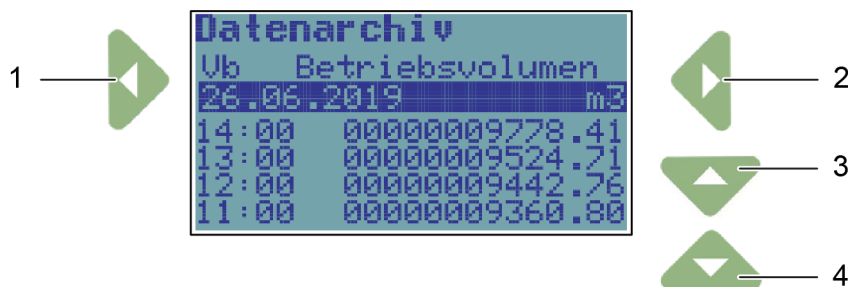 Datenarchiv
Vb Betriebsvolumen
26.06.2019 m3
14:00 00000009778.41
13:00 00000009524.71
12:00 00000009442.76
11:00 00000009360.80
1
2
3
4